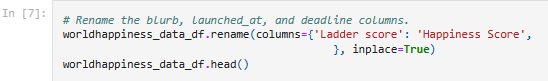 In [7]:
# Rename the blurb, launched_at, and deadline columns.
worldhappiness_data_df.rename(columns={'Ladder score': 'Happiness Score',
}, inplace=True)
worldhappiness_data_df.head()